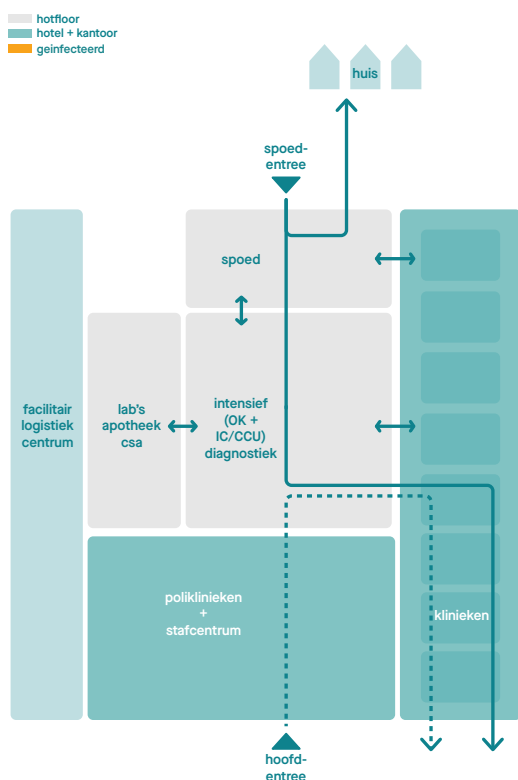 hotfloor
hotel + kantoor
geinfecteerd
huis
spoed-
entree
spoed
facilitair
logistiek
centrum
lab's
apotheek
csa
intensief
(OK +
IC/CCU)
diagnostiek
poliklinieken
+
stafcentrum
klinieken
hoofd-
entree